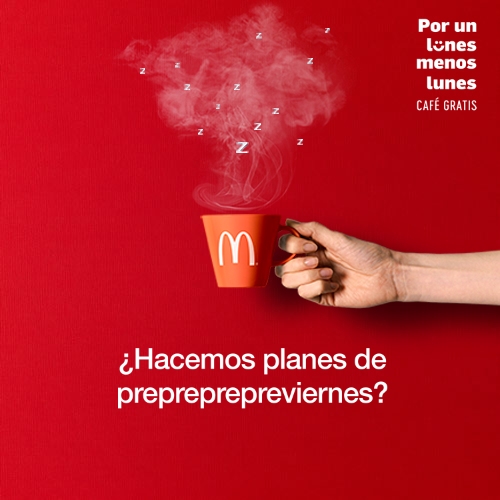 Por un
lunes
menos
lunes
CAFÉ GRATIS
z
z
z
z
z
z
z
z
z
z
z
z
M
¿Hacemos planes de
prepreprepreviernes?